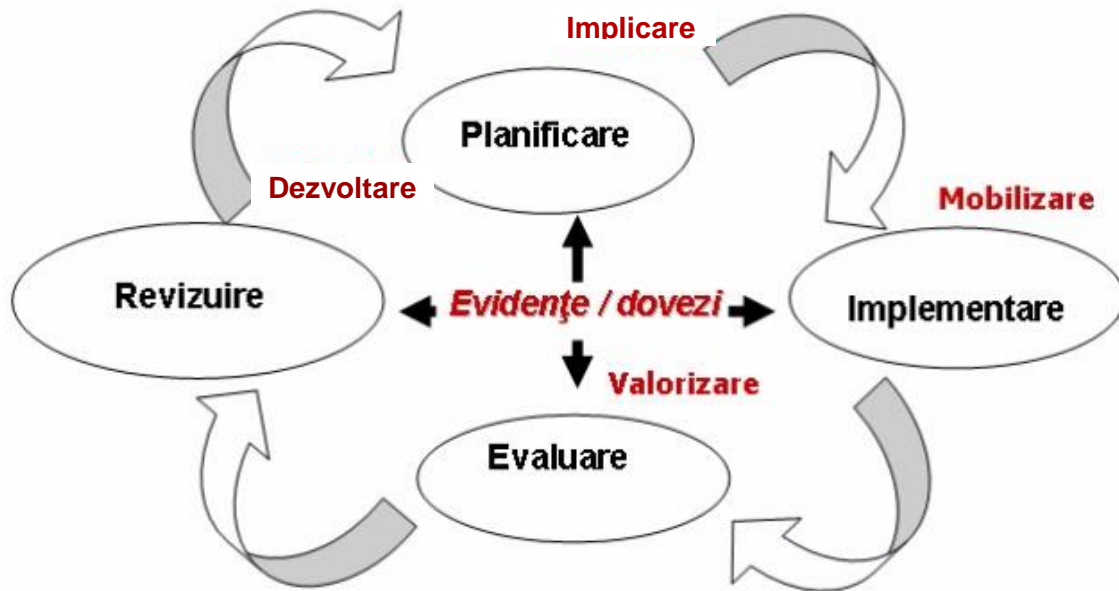 Implicare
Planificare
Dezvoltare
Mobilizare
Revizuire
Evidenţe / dovezi
Implementare
Valorizare
Evaluare